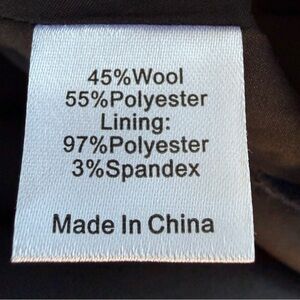 45%Wool
55%Polyester
Lining:
97%Polyester
3%Spandex
Made In China